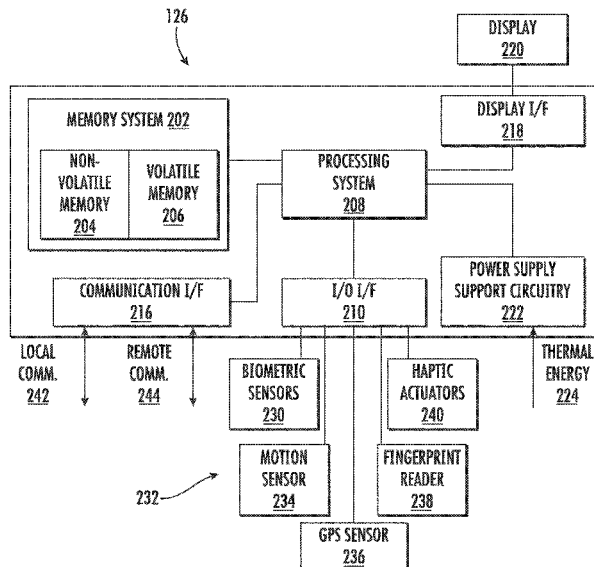 126
DISPLAY
220
DISPLAY I/F
218
MEMORY SYSTEM 202
NON-
VOLATILE
MEMORY
204
VOLATILE
MEMORY
206
PROCESSING
SYSTEM
208
COMMUNICATION I/F
216
I/O I/F
210
POWER SUPPLY
SUPPORT CIRCUITRY
222
LOCAL
COMM.
242
REMOTE
COMM.
244
BIOMETRIC
SENSORS
230
HAPTIC
ACTUATORS
240
THERMAL
ENERGY
224
232
MOTION
SENSOR
234
FINGERPRINT
READER
238
GPS SENSOR
236